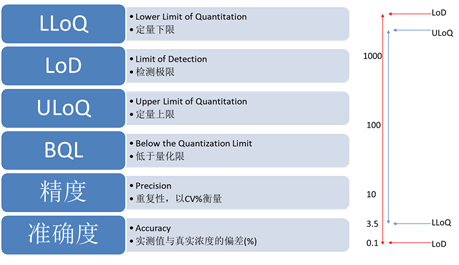 LLoQ
• Lower Limit of Quantitation
• 定量下限
LoD
• Limit of Detection
• 检测极限
ULoQ
• Upper Limit of Quantitation
• 定量上限
BQL
• Below the Quantization Limit
• 低于量化限
精度
• Precision
• 重复性，以CV%衡量
准确度
• Accuracy
• 实测值与真实浓度的偏差(%)
LoD
ULoQ
1000
100
10
3.5
LLoQ
0.1
LoD